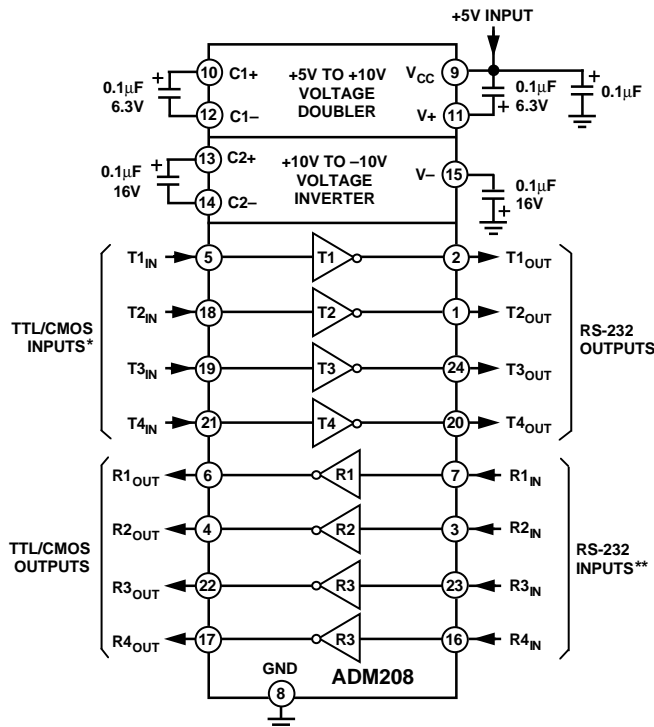 +5V INPUT
0.1μF
6.3V
+
10 C1+
12 C1–
+5V TO +10V
VOLTAGE
DOUBLER
VCC 9
V+ 11
+
0.1μF
6.3V
0.1μF
0.1μF
16V
+
13 C2+
14 C2–
+10V TO –10V
VOLTAGE
INVERTER
V– 15
+
0.1μF
16V
TTL/CMOS
INPUTS*
T1IN 5 T1 2 T1OUT
T2IN 18 T2 1 T2OUT
T3IN 19 T3 24 T3OUT
T4IN 21 T4 20 T4OUT
RS-232
OUTPUTS
TTL/CMOS
OUTPUTS
R1OUT 6 R1 7 R1IN
R2OUT 4 R2 3 R2IN
R3OUT 22 R3 23 R3IN
R4OUT 17 R3 16 R4IN
RS-232
INPUTS**
GND
8
ADM208